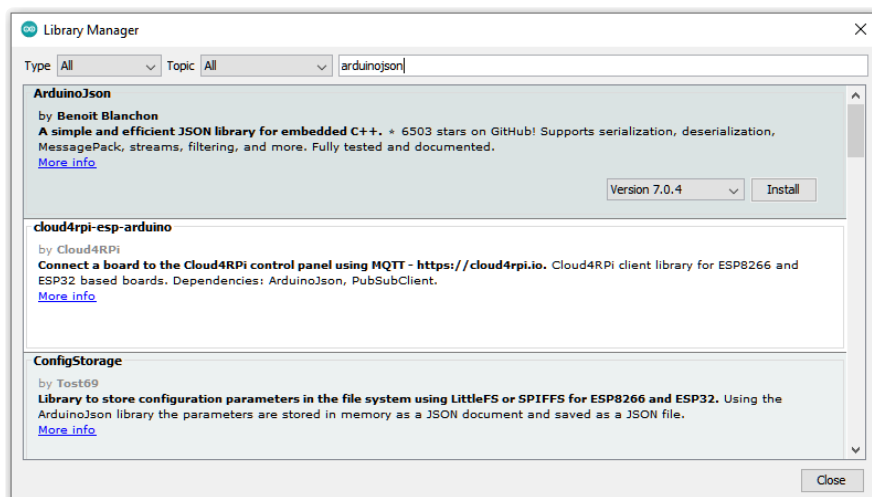 Library Manager
Type All Topic All arduinojson
ArduinoJson
by Benoit Blanchon
A simple and efficient JSON library for embedded C++. ⭐ 6503 stars on GitHub! Supports serialization, deserialization,
MessagePack, streams, filtering, and more. Fully tested and documented.
More info
Version 7.0.4 Install
cloud4rpi-esp-arduino
by Cloud4RPi
Connect a board to the Cloud4RPi control panel using MQTT - https://cloud4rpi.io. Cloud4RPi client library for ESP8266 and
ESP32 based boards. Dependencies: ArduinoJson, PubSubClient.
More info
ConfigStorage
by Tost69
Library to store configuration parameters in the file system using LittleFS or SPIFFS for ESP8266 and ESP32. Using the
ArduinoJson library the parameters are stored in memory as a JSON document and saved as a JSON file.
More info
Close